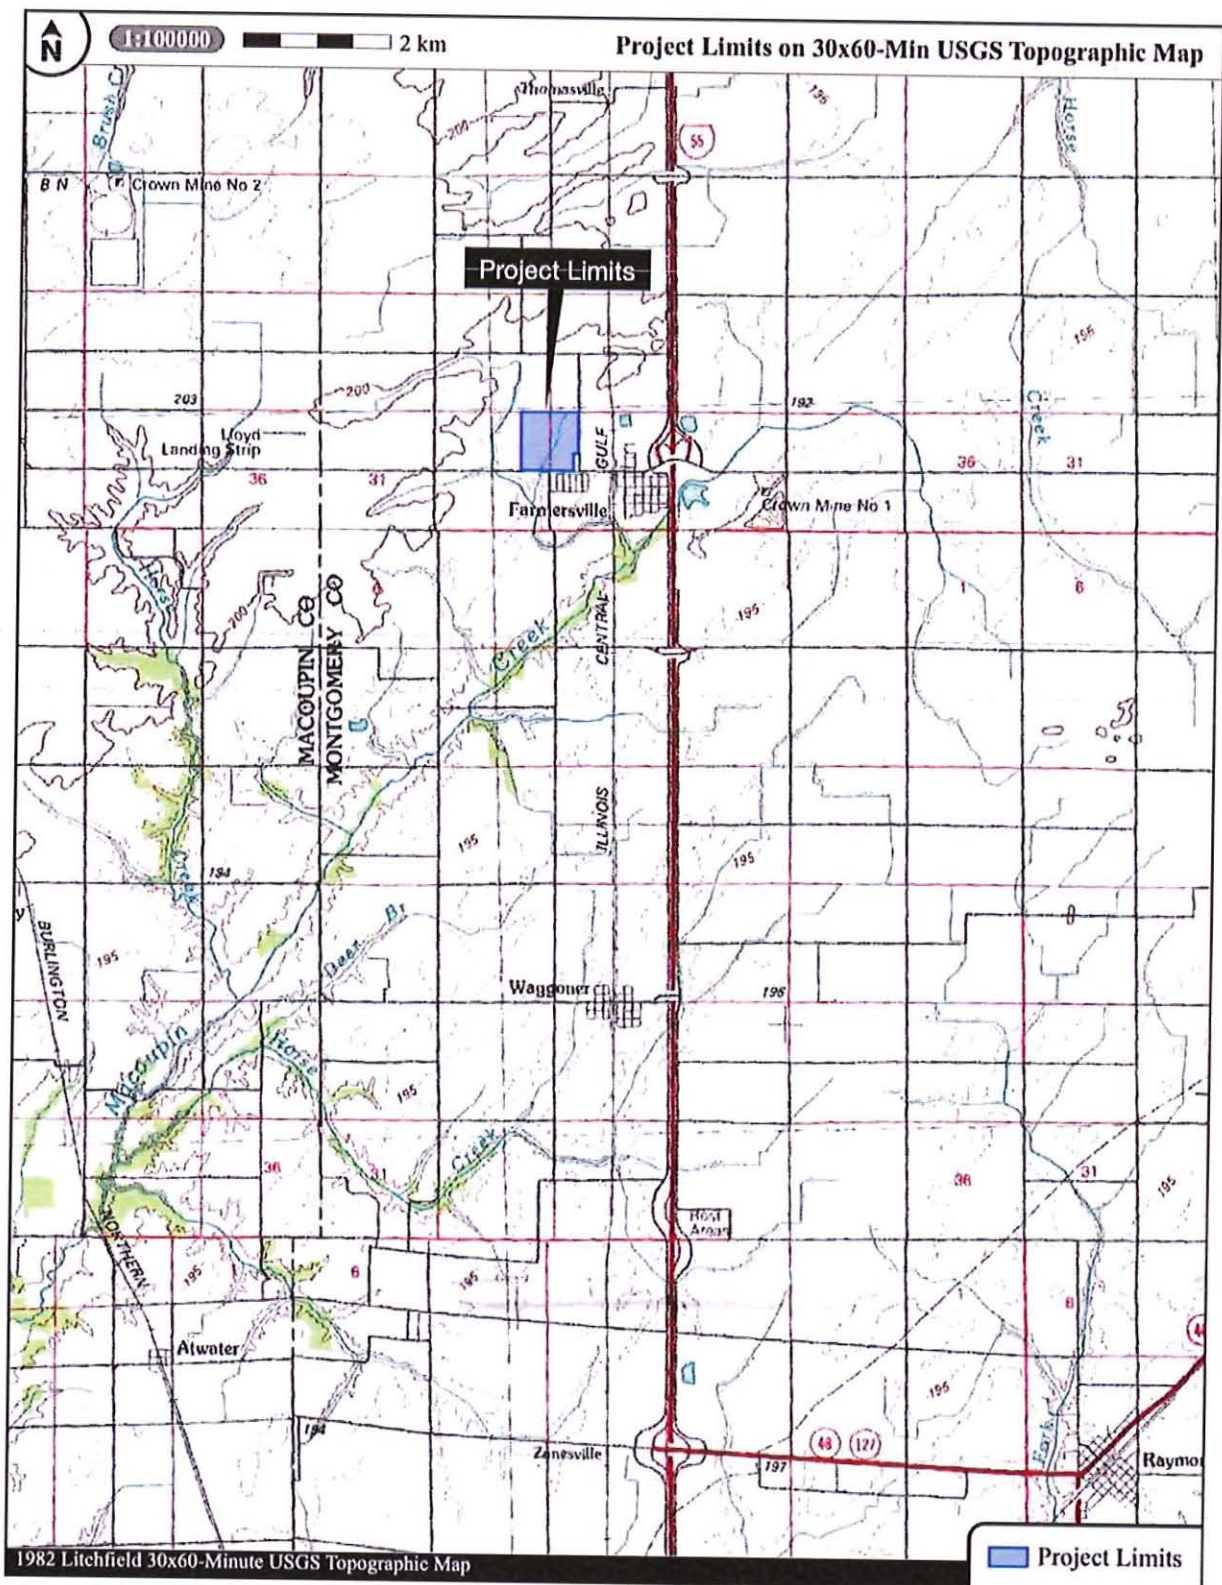 N
1:100000
2 km
Project Limits on 30x60-Min USGS Topographic Map
Thomasville
195
Horse
Brush C
200
55
B N
Crown Mine No 2
Project Limits
195
200
203
192
Creek
Lloyd
Landing Strip
GULF
36
31
36
31
Farmersville
Crown Mine No 1
Horse
200
MACOUPIN CO
MONTGOMERY CO
6
CENTRAL
195
1
6
Creek
ILLINOIS
195
195
194
Creek
BURLINGTON
195
Deer Br
Waggoner
196
Macoupin
Horse
195
Creek
36
31
36
31
195
Rest
Areas
NORTHERN
195
6
195
1
6
Atwater
195
184
Zanesville
48
127
197
Fork
Raymo
1982 Litchfield 30x60-Minute USGS Topographic Map
Project Limits